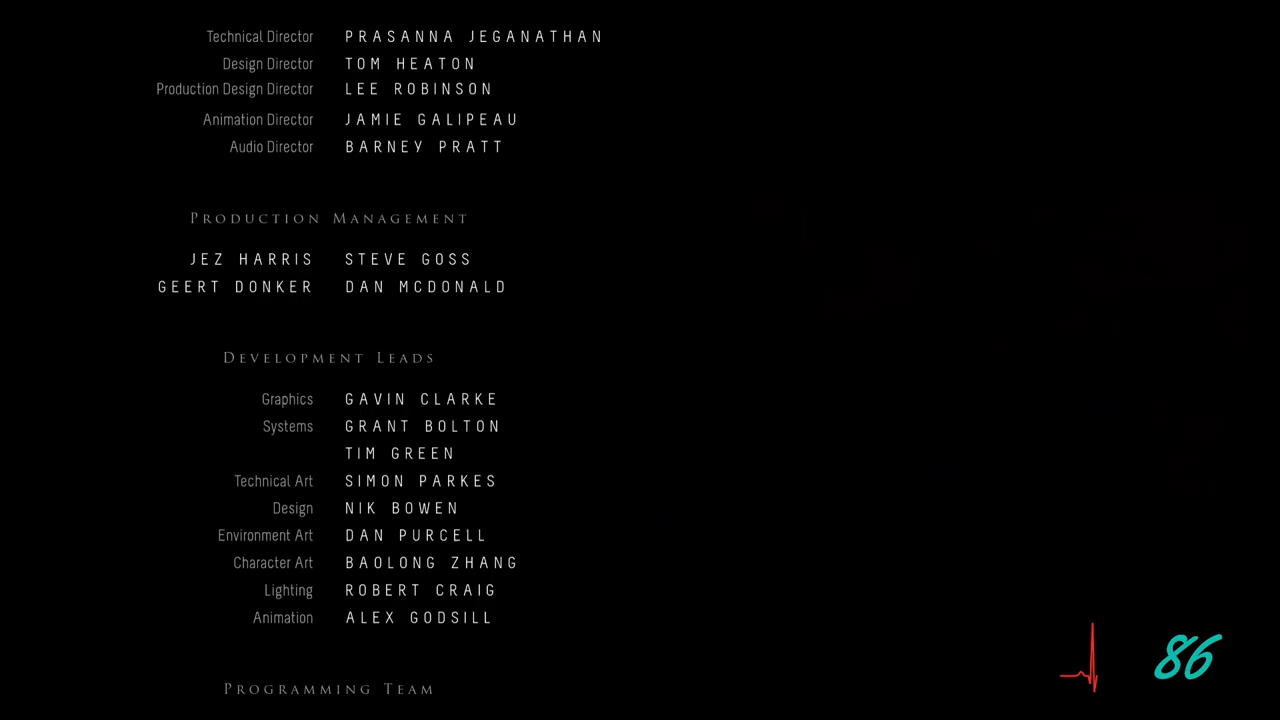 Technical Director PRASANNA JEGANATHAN
Design Director TOM HEATON
Production Design Director LEE ROBINSON
Animation Director JAMIE GALIPEAU
Audio Director BARNEY PRATT
PRODUCTION MANAGEMENT
JEZ HARRIS STEVE GOSS
GEERT DONKER DAN MCDONALD
DEVELOPMENT LEADS
Graphics GAVIN CLARKE
Systems GRANT BOLTON
TIM GREEN
Technical Art SIMON PARKES
Design NIK BOWEN
Environment Art DAN PURCELL
Character Art BAOLONG ZHANG
Lighting ROBERT CRAIG
Animation ALEX GODSILL
86
PROGRAMMING TEAM